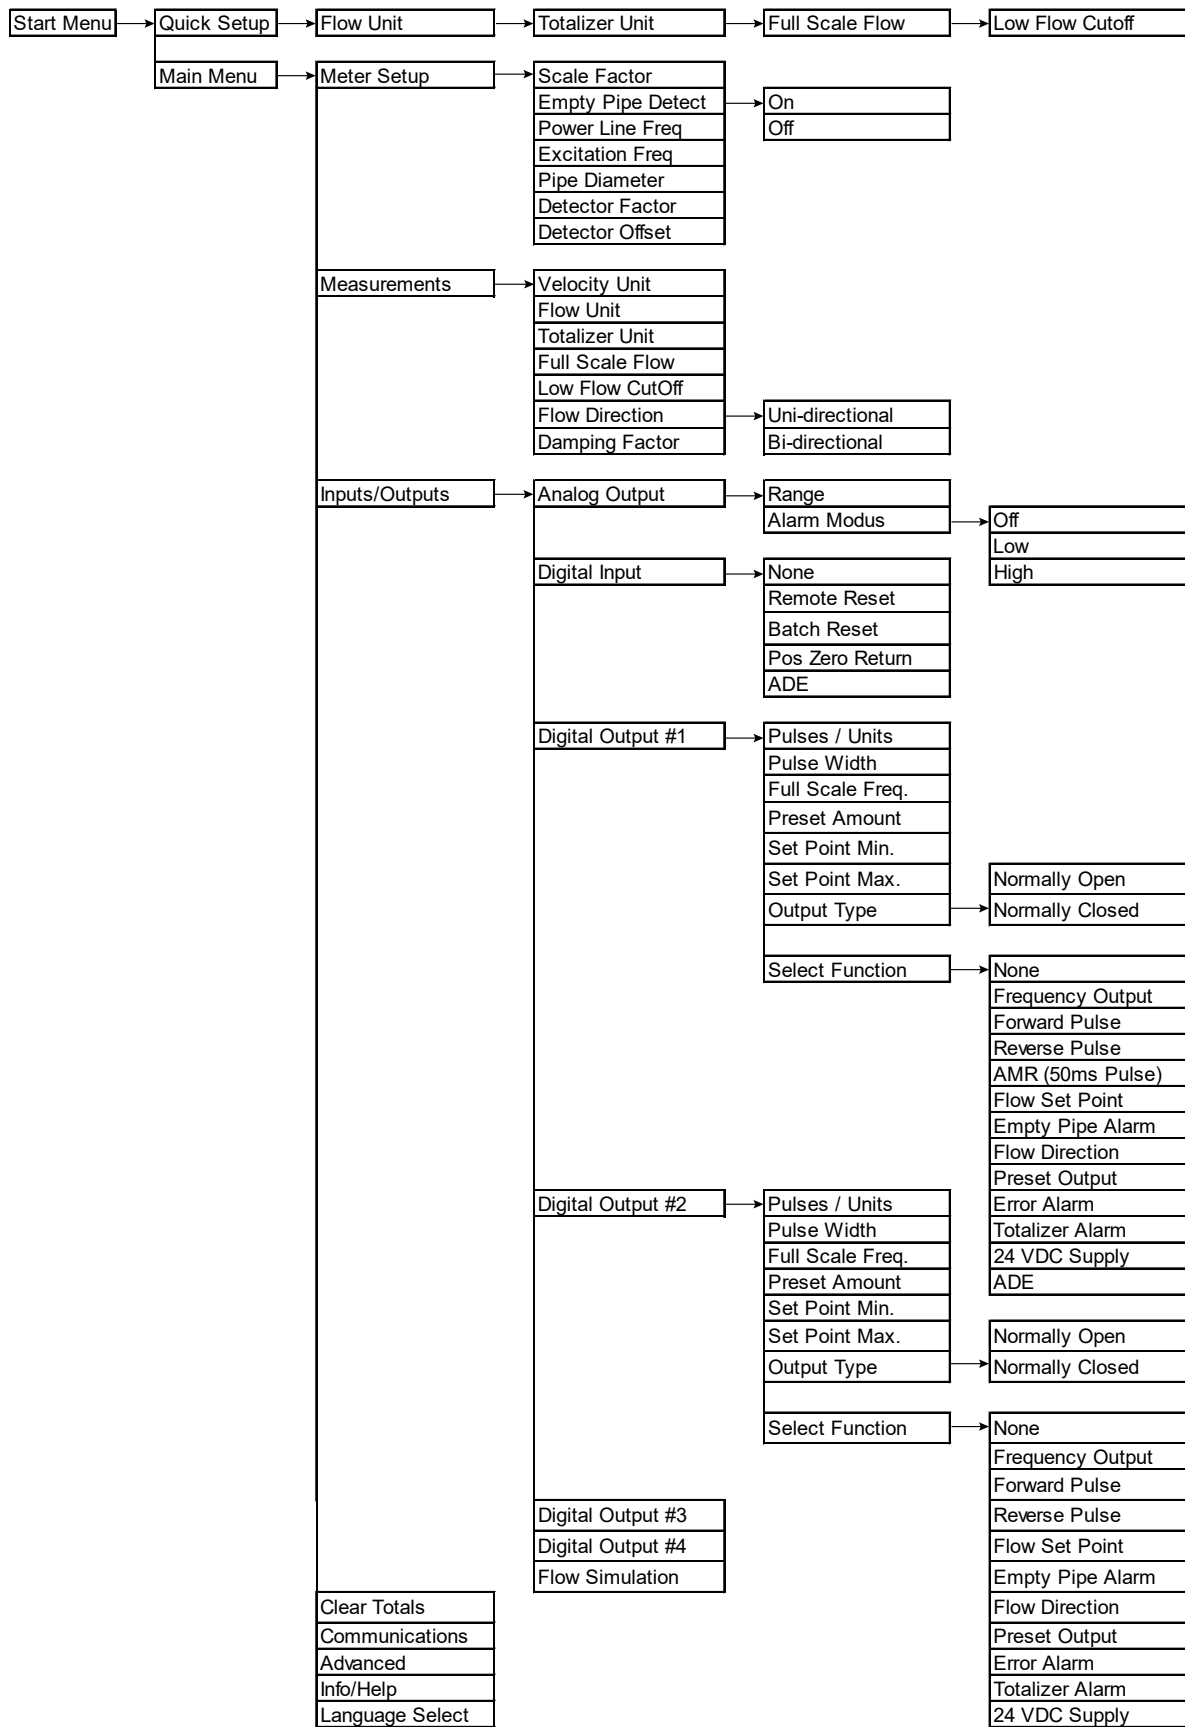 Start Menu
Quick Setup
Flow Unit
Totalizer Unit
Full Scale Flow
Low Flow Cutoff
Main Menu
Meter Setup
Scale Factor
Empty Pipe Detect
On
Power Line Freq
Off
Excitation Freq
Pipe Diameter
Detector Factor
Detector Offset
Measurements
Velocity Unit
Flow Unit
Totalizer Unit
Full Scale Flow
Low Flow CutOff
Flow Direction
Uni-directional
Damping Factor
Bi-directional
Inputs/Outputs
Analog Output
Range
Alarm Modus
Off
Low
High
Digital Input
None
Remote Reset
Batch Reset
Pos Zero Return
ADE
Digital Output #1
Pulses / Units
Pulse Width
Full Scale Freq.
Preset Amount
Set Point Min.
Set Point Max.
Normally Open
Output Type
Normally Closed
Select Function
None
Frequency Output
Forward Pulse
Reverse Pulse
AMR (50ms Pulse)
Flow Set Point
Empty Pipe Alarm
Flow Direction
Preset Output
Error Alarm
Totalizer Alarm
24 VDC Supply
ADE
Digital Output #2
Pulses / Units
Pulse Width
Full Scale Freq.
Preset Amount
Set Point Min.
Set Point Max.
Normally Open
Output Type
Normally Closed
Select Function
None
Frequency Output
Forward Pulse
Reverse Pulse
Flow Set Point
Empty Pipe Alarm
Flow Direction
Preset Output
Error Alarm
Totalizer Alarm
24 VDC Supply
Digital Output #3
Digital Output #4
Flow Simulation
Clear Totals
Communications
Advanced
Info/Help
Language Select